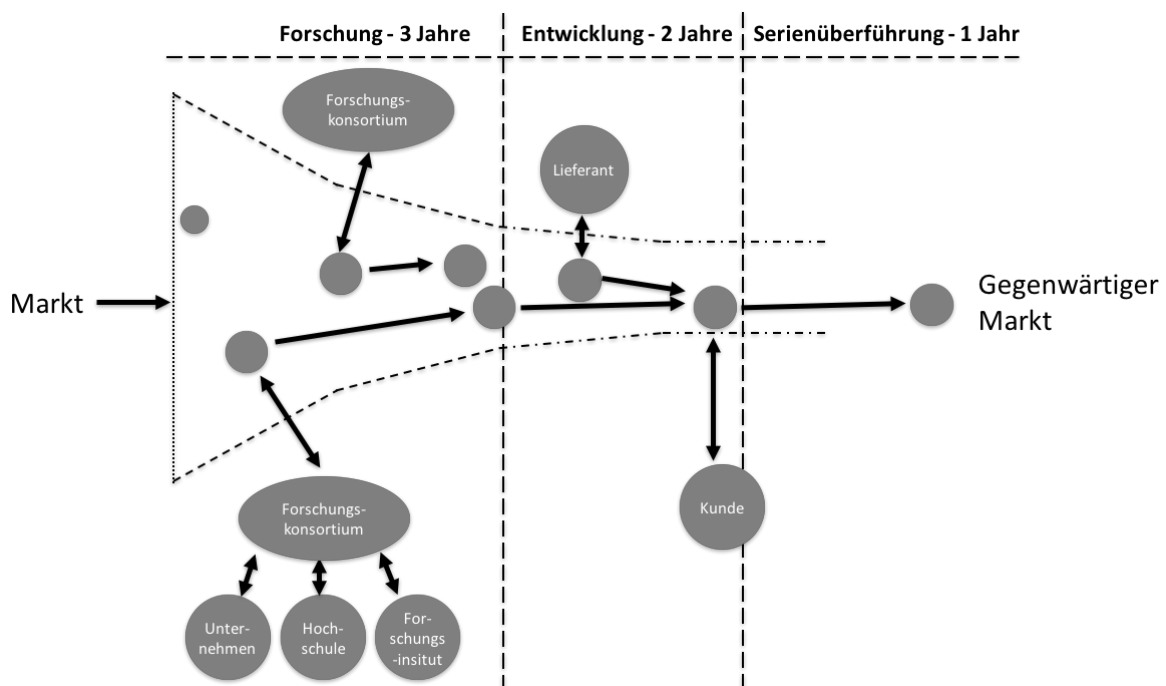 Forschung - 3 Jahre
Entwicklung - 2 Jahre
Serienüberführung - 1 Jahr
Forschungs-
konsortium
Lieferant
Markt
Gegenwärtiger
Markt
Forschungs-
konsortium
Kunde
Unter-
nehmen
Hoch-
schule
For-
schungs
-insitut